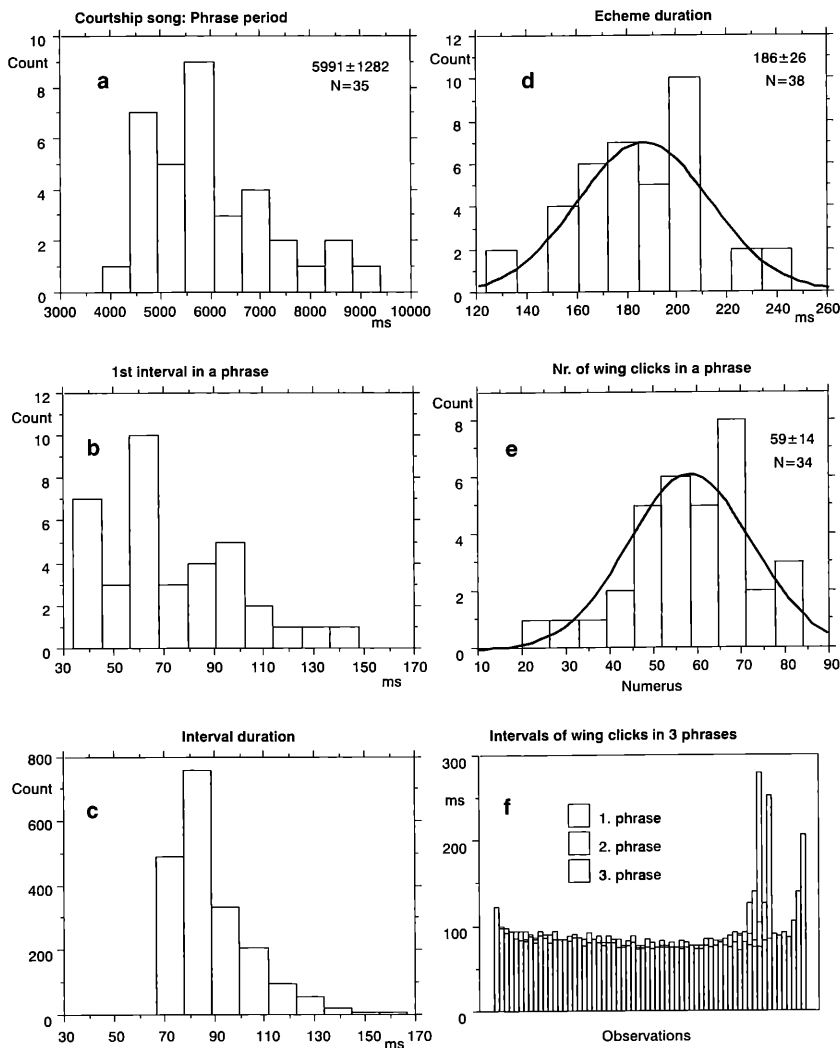 Courtship song: Phrase period
10
Count
8
6
4
2
0
a
5991±1282
N=35
3000 4000 5000 6000 7000 8000 9000 10000
ms
Echeme duration
12
Count
10
8
6
4
2
0
d
186±26
N=38
120 140 160 180 200 220 240 260
ms
1st interval in a phrase
12
Count
10
8
6
4
2
0
b
30 50 70 90 110 130 150 170
ms
Nr. of wing clicks in a phrase
Count
8
6
4
2
0
e
59±14
N=34
10 20 30 40 50 60 70 80 90
Numerus
Interval duration
800
Count
600
400
200
0
c
30 50 70 90 110 130 150 170
ms
Intervals of wing clicks in 3 phrases
300
ms
200
100
0
f
1. phrase
2. phrase
3. phrase
Observations